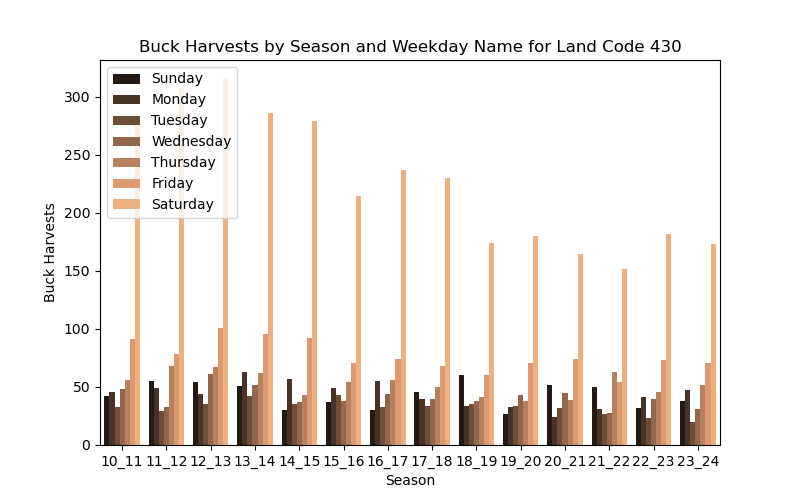 Buck Harvests by Season and Weekday Name for Land Code 430
Sunday
Monday
Tuesday
Wednesday
Thursday
Friday
Saturday
300
250
200
150
100
50
0
Buck Harvests
10_11 11_12 12_13 13_14 14_15 15_16 16_17 17_18 18_19 19_20 20_21 21_22 22_23 23_24
Season